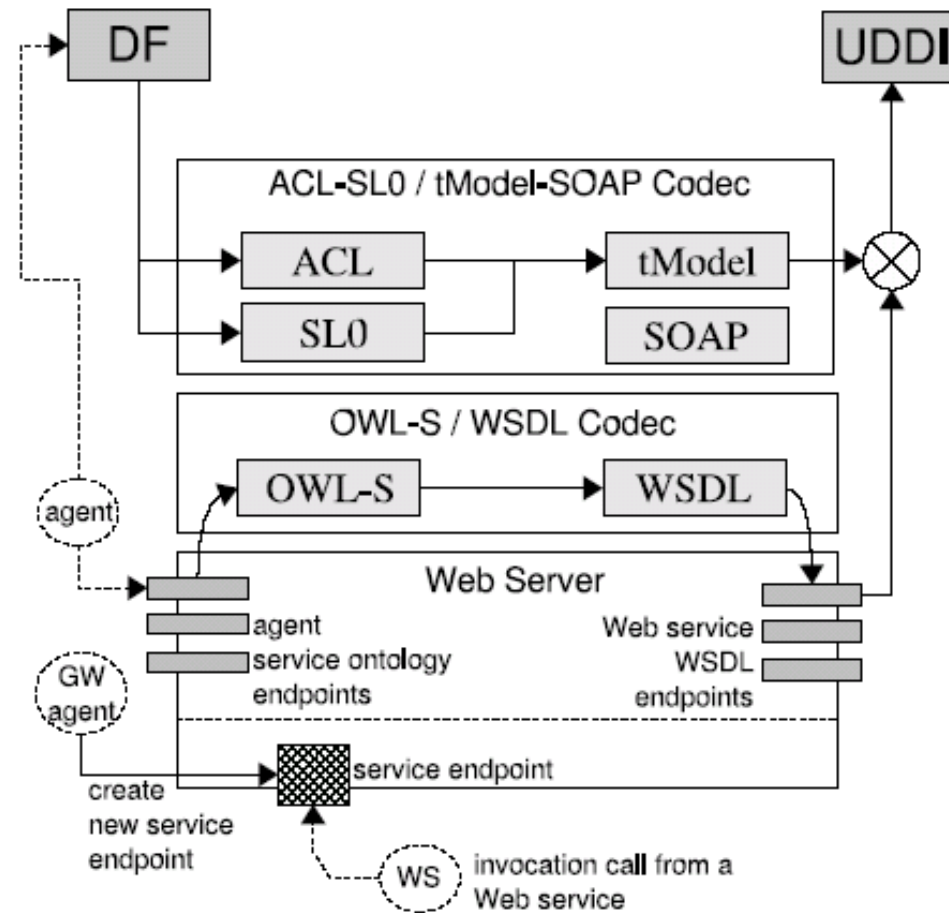 DF
UDDI
ACL-SL0 / tModel-SOAP Codec
ACL
tModel
SL0
SOAP
OWL-S / WSDL Codec
OWL-S
WSDL
agent
Web Server
agent
service ontology
endpoints
Web service
WSDL
endpoints
GW
agent
service endpoint
create
new service
endpoint
WS
invocation call from a
Web service